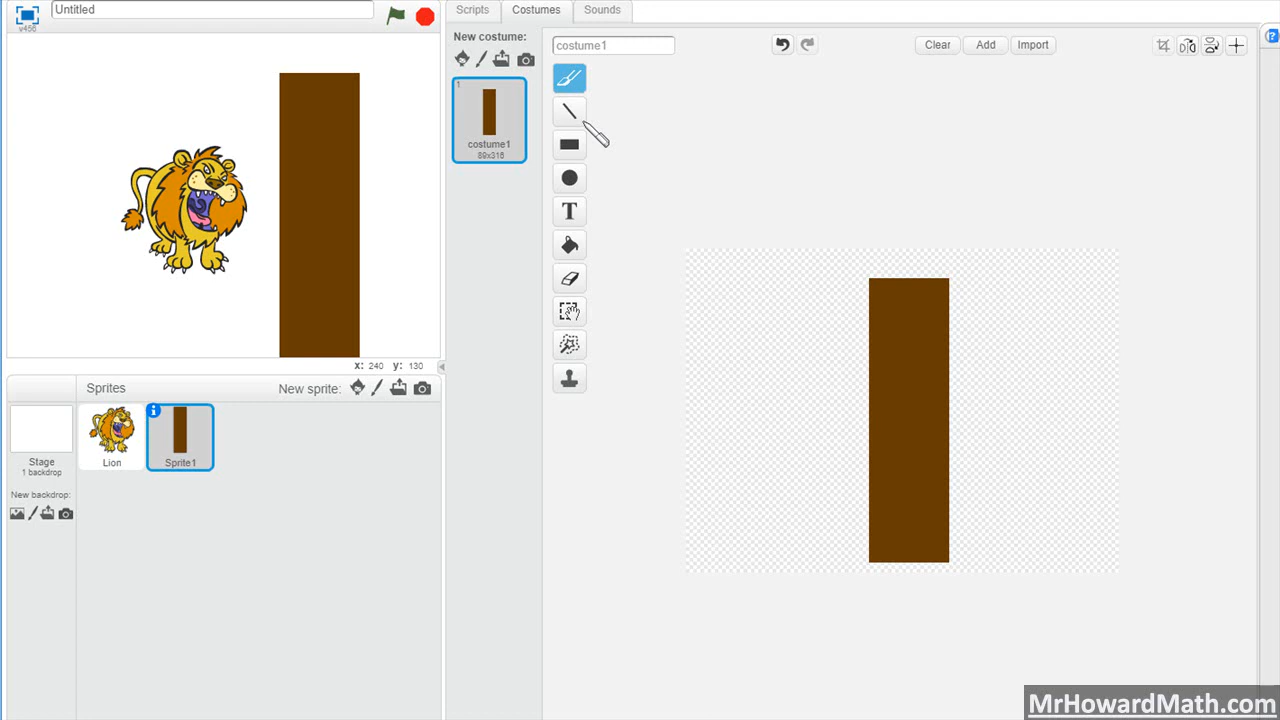 Untitled
v456
Scripts
Costumes
Sounds
New costume:
costume1
Clear
Add
Import
1
costume1
89x316
T
x: 240 y: 130
Sprites
New sprite:
Stage
1 backdrop
Lion
Sprite1
New backdrop:
MrHowardMath.com